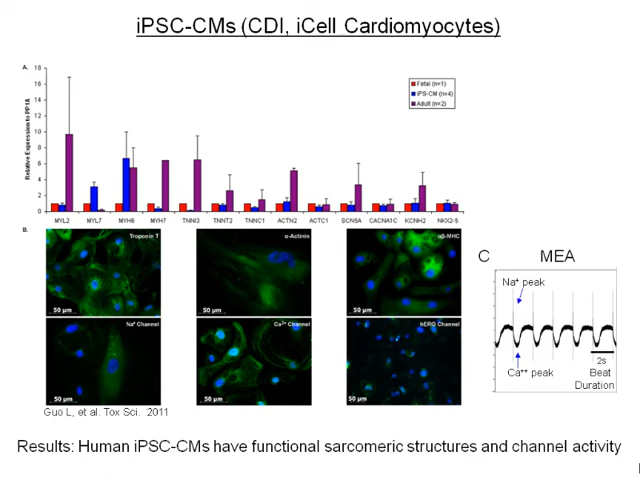 iPSC-CMs (CDI, iCell Cardiomyocytes)
A.
Relative Expression to PP1A
18
16
14
12
10
8
6
4
2
0
Fetal (n=1)
iPS-CM (n=4)
Adult (n=2)
MYL2 MYL7 MYH6 MYH7 TNNI3 TNNT2 TNNC1 ACTN2 ACTC1 SCN5A CACNA1C KCNH2 NKX2-5
B.
Troponin T
50 µm
α-Actinin
50 µm
αβ-MHC
50 µm
Na⁺ Channel
50 µm
Ca²⁺ Channel
50 µm
hERG Channel
50 µm
C MEA
Na⁺ peak
Ca⁺⁺ peak
2s
Beat
Duration
Guo L, et al. Tox Sci. 2011
Results: Human iPSC-CMs have functional sarcomeric structures and channel activity